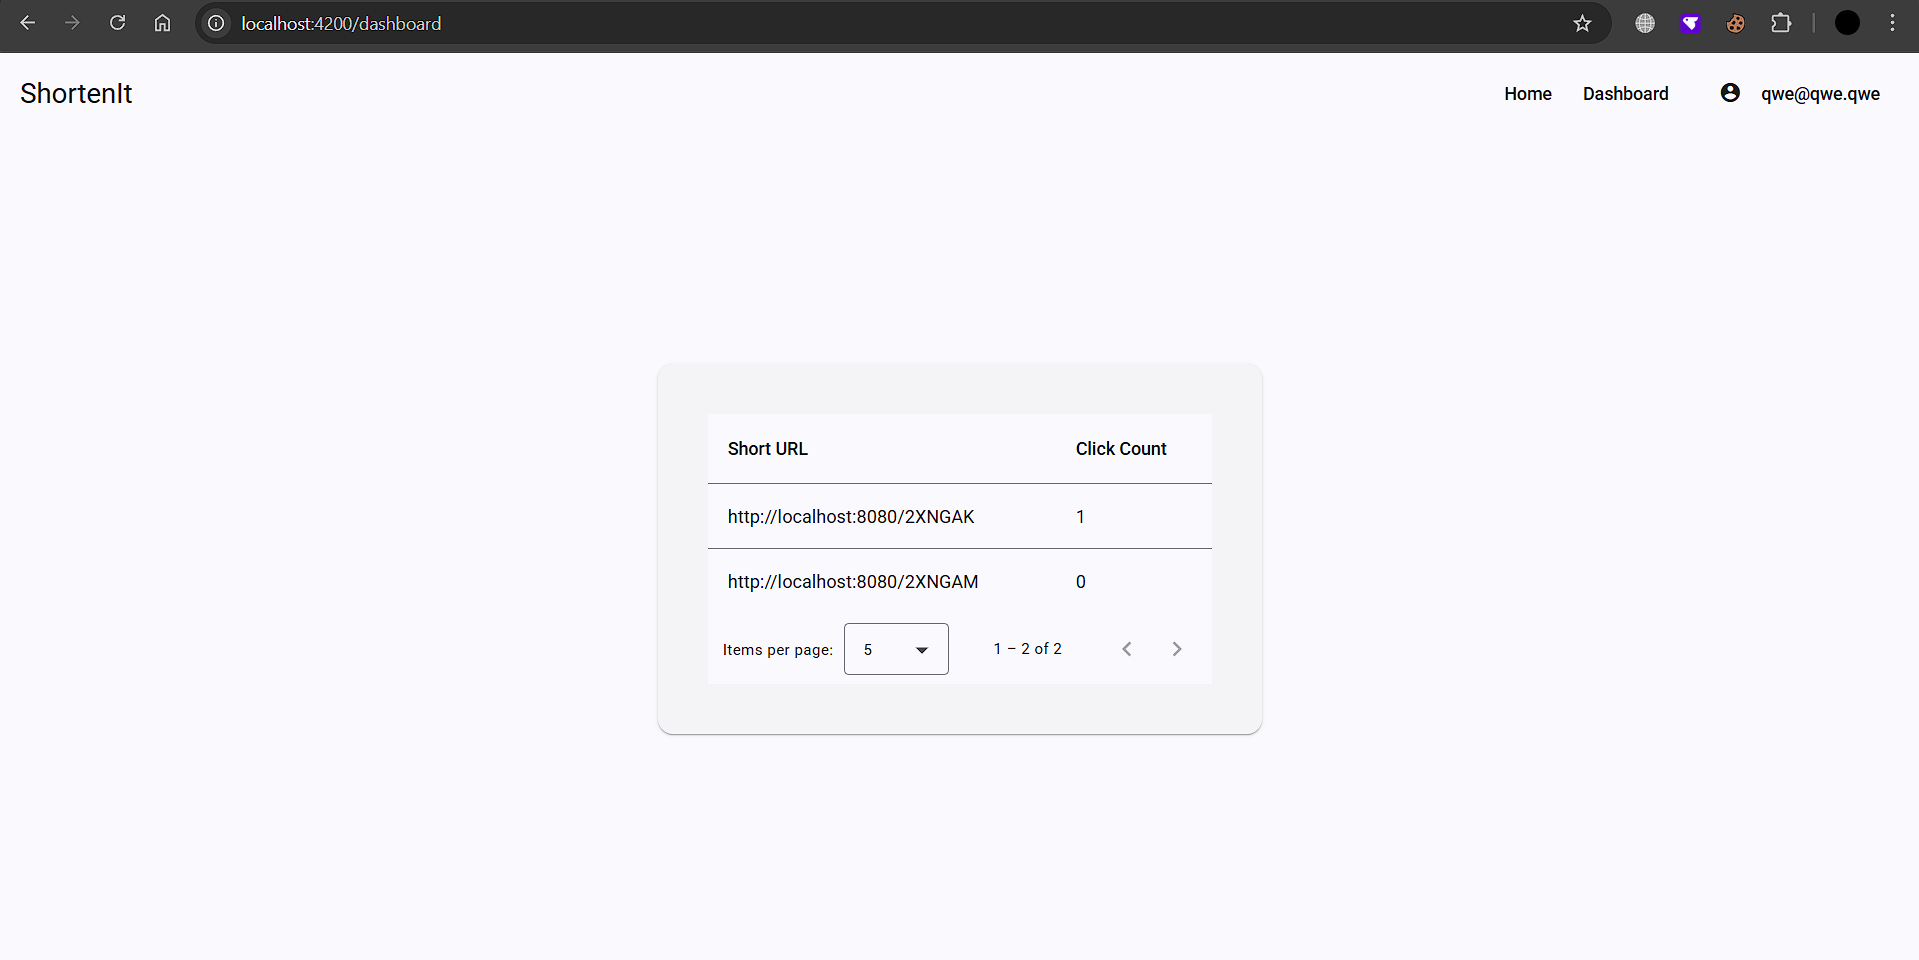 localhost:4200/dashboard
ShortenIt
Home Dashboard qwe@qwe.qwe
Short URL Click Count
http://localhost:8080/2XNGAK 1
http://localhost:8080/2XNGAM 0
Items per page: 5 1 – 2 of 2